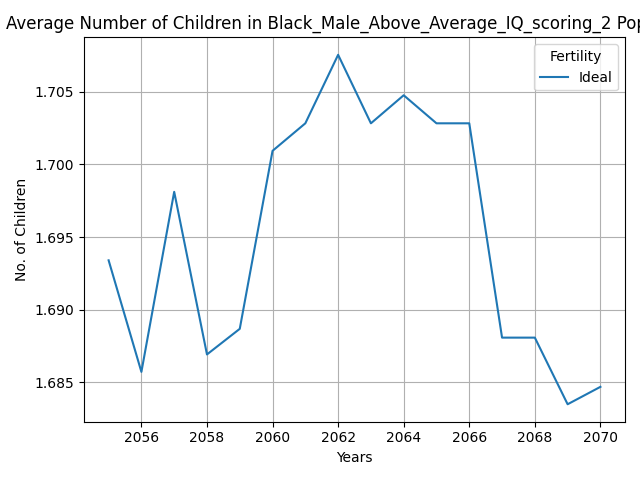 Average Number of Children in Black_Male_Above_Average_IQ_scoring_2
Fertility
Ideal
No. of Children
1.705
1.700
1.695
1.690
1.685
2056 2058 2060 2062 2064 2066 2068 2070
Years